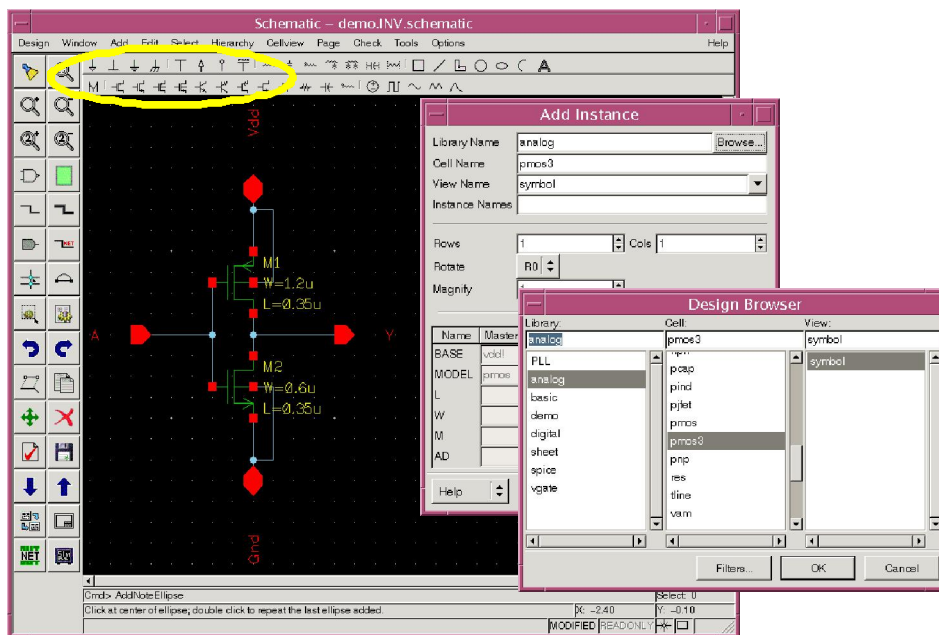 Schematic – demo.INV.schematic
Design Window Add Edit Select Hierarchy Cellview Page Check Tools Options Help
A
M
Vdd
M1
W=1.2u
L=0.35u
A
Y
M2
W=0.6u
L=0.35u
Gnd
NET
NET
Cmd> AddNoteEllipse
Select: 0
Click at center of ellipse; double click to repeat the last ellipse added.
X: -2.40
Y: -0.10
MODIFIED READONLY
Add Instance
Library Name analog Browse...
Cell Name pmos3
View Name symbol
Instance Names
Rows 1 Cols 1
Rotate R0
Magnify
Name Master
BASE vdd!
MODEL pmos
L
W
M
AD
Help
Design Browser
Library: Cell: View:
analog pmos3 symbol
PLL
analog
basic
demo
digital
sheet
spice
vgate
pcap
pind
pjfet
pmos
pmos3
pnp
res
tline
vam
symbol
Filters... OK Cancel